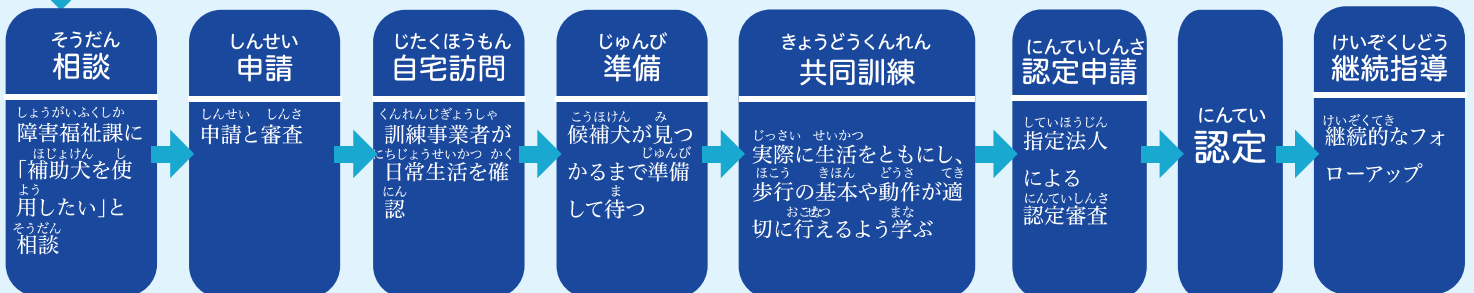 そうだん
相談
しょうがいふくしか
障害福祉課に
ほじょけん し
「補助犬を使
よう
用したい」と
そうだん
相談
しんせい
申請
しんせい しんさ
申請と審査
じたくほうもん
自宅訪問
くんれんじぎょうしゃ
訓練事業者が
にちじょうせいかつ かく
日常生活を確
にん
認
じゅんび
準備
こうほけん み
候補犬が見つ
じゅんび
かるまで準備
ま
して待つ
きょうどうくんれん
共同訓練
じっさい せいかつ
実際に生活をともにし、
ほこう きほん どうさ てき
歩行の基本や動作が適
まな
切に行えるよう学ぶ
にんていしんさ
認定申請
していほうじん
指定法人
による
にんていしんさ
認定審査
にんてい
認定
けいぞくしどう
継続指導
けいぞくてき
継続的なフォ
ローアップ